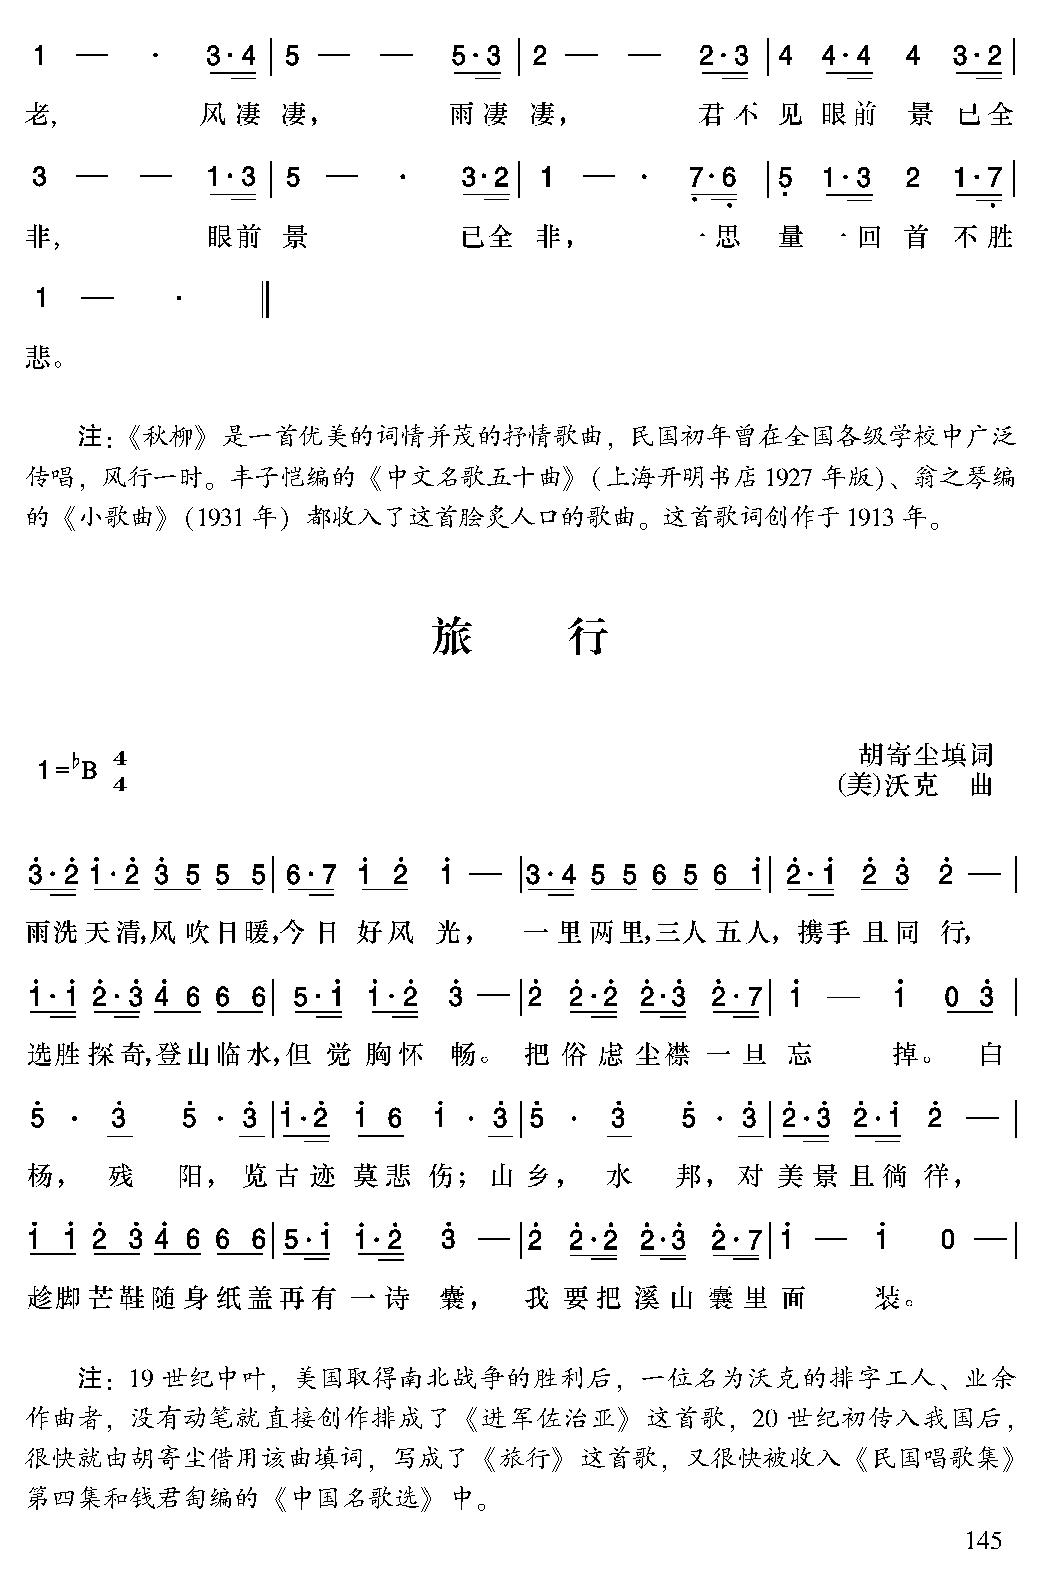 1 — · 3·4 | 5 — — 5·3 | 2 — — 2·3 | 4 4·4 4 3·2 |
老, 风凄凄, 雨凄凄, 君不见眼前景已全
3 — — 1·3 | 5 — · 3·2 | 1 — · 7·6 | 5 1·3 2 1·7 |
非, 眼前景 已全非, 一思量一回首不胜
1 — · ‖
悲。
注:《秋柳》是一首优美的词情并茂的抒情歌曲，民国初年曾在全国各级学校中广泛
传唱，风行一时。丰子恺编的《中文名歌五十曲》(上海开明书店 1927 年版)、翁之琴编
的《小歌曲》(1931 年) 都收入了这首脍炙人口的歌曲。这首歌词创作于 1913 年。
旅 行
1=♭B 4/4
胡寄尘填词
(美)沃克 曲
3·2 1·2 3 5 5 5 | 6·7 1 2 1 — | 3·4 5 5 6 5 6 1 | 2·1 2 3 2 — |
雨洗天清,风吹日暖,今日好风光, 一里两里,三人五人, 携手且同行,
1·1 2·3 4 6 6 6 | 5·1 1·2 3 — | 2 2·2 2·3 2·7 | 1 — 1 0 3 |
选胜探奇,登山临水,但觉胸怀畅。把俗虑尘襟一旦忘掉。白
5 · 3 5 · 3 | 1·2 1 6 1 · 3 | 5 · 3 5 · 3 | 2·3 2·1 2 — |
杨, 残阳, 览古迹莫悲伤; 山乡, 水邦, 对美景且徜徉,
1 1 2 3 4 6 6 6 | 5·1 1·2 3 — | 2 2·2 2·3 2·7 | 1 — 1 0 — |
趁脚芒鞋随身纸盖再有一诗囊, 我要把溪山囊里面装。
注: 19 世纪中叶，美国取得南北战争的胜利后，一位名为沃克的排字工人、业余
作曲者，没有动笔就直接创作排成了《进军佐治亚》这首歌，20 世纪初传入我国后，
很快就由胡寄尘借用该曲填词，写成了《旅行》这首歌，又很快被收入《民国唱歌集》
第四集和钱君匋编的《中国名歌选》中。
145